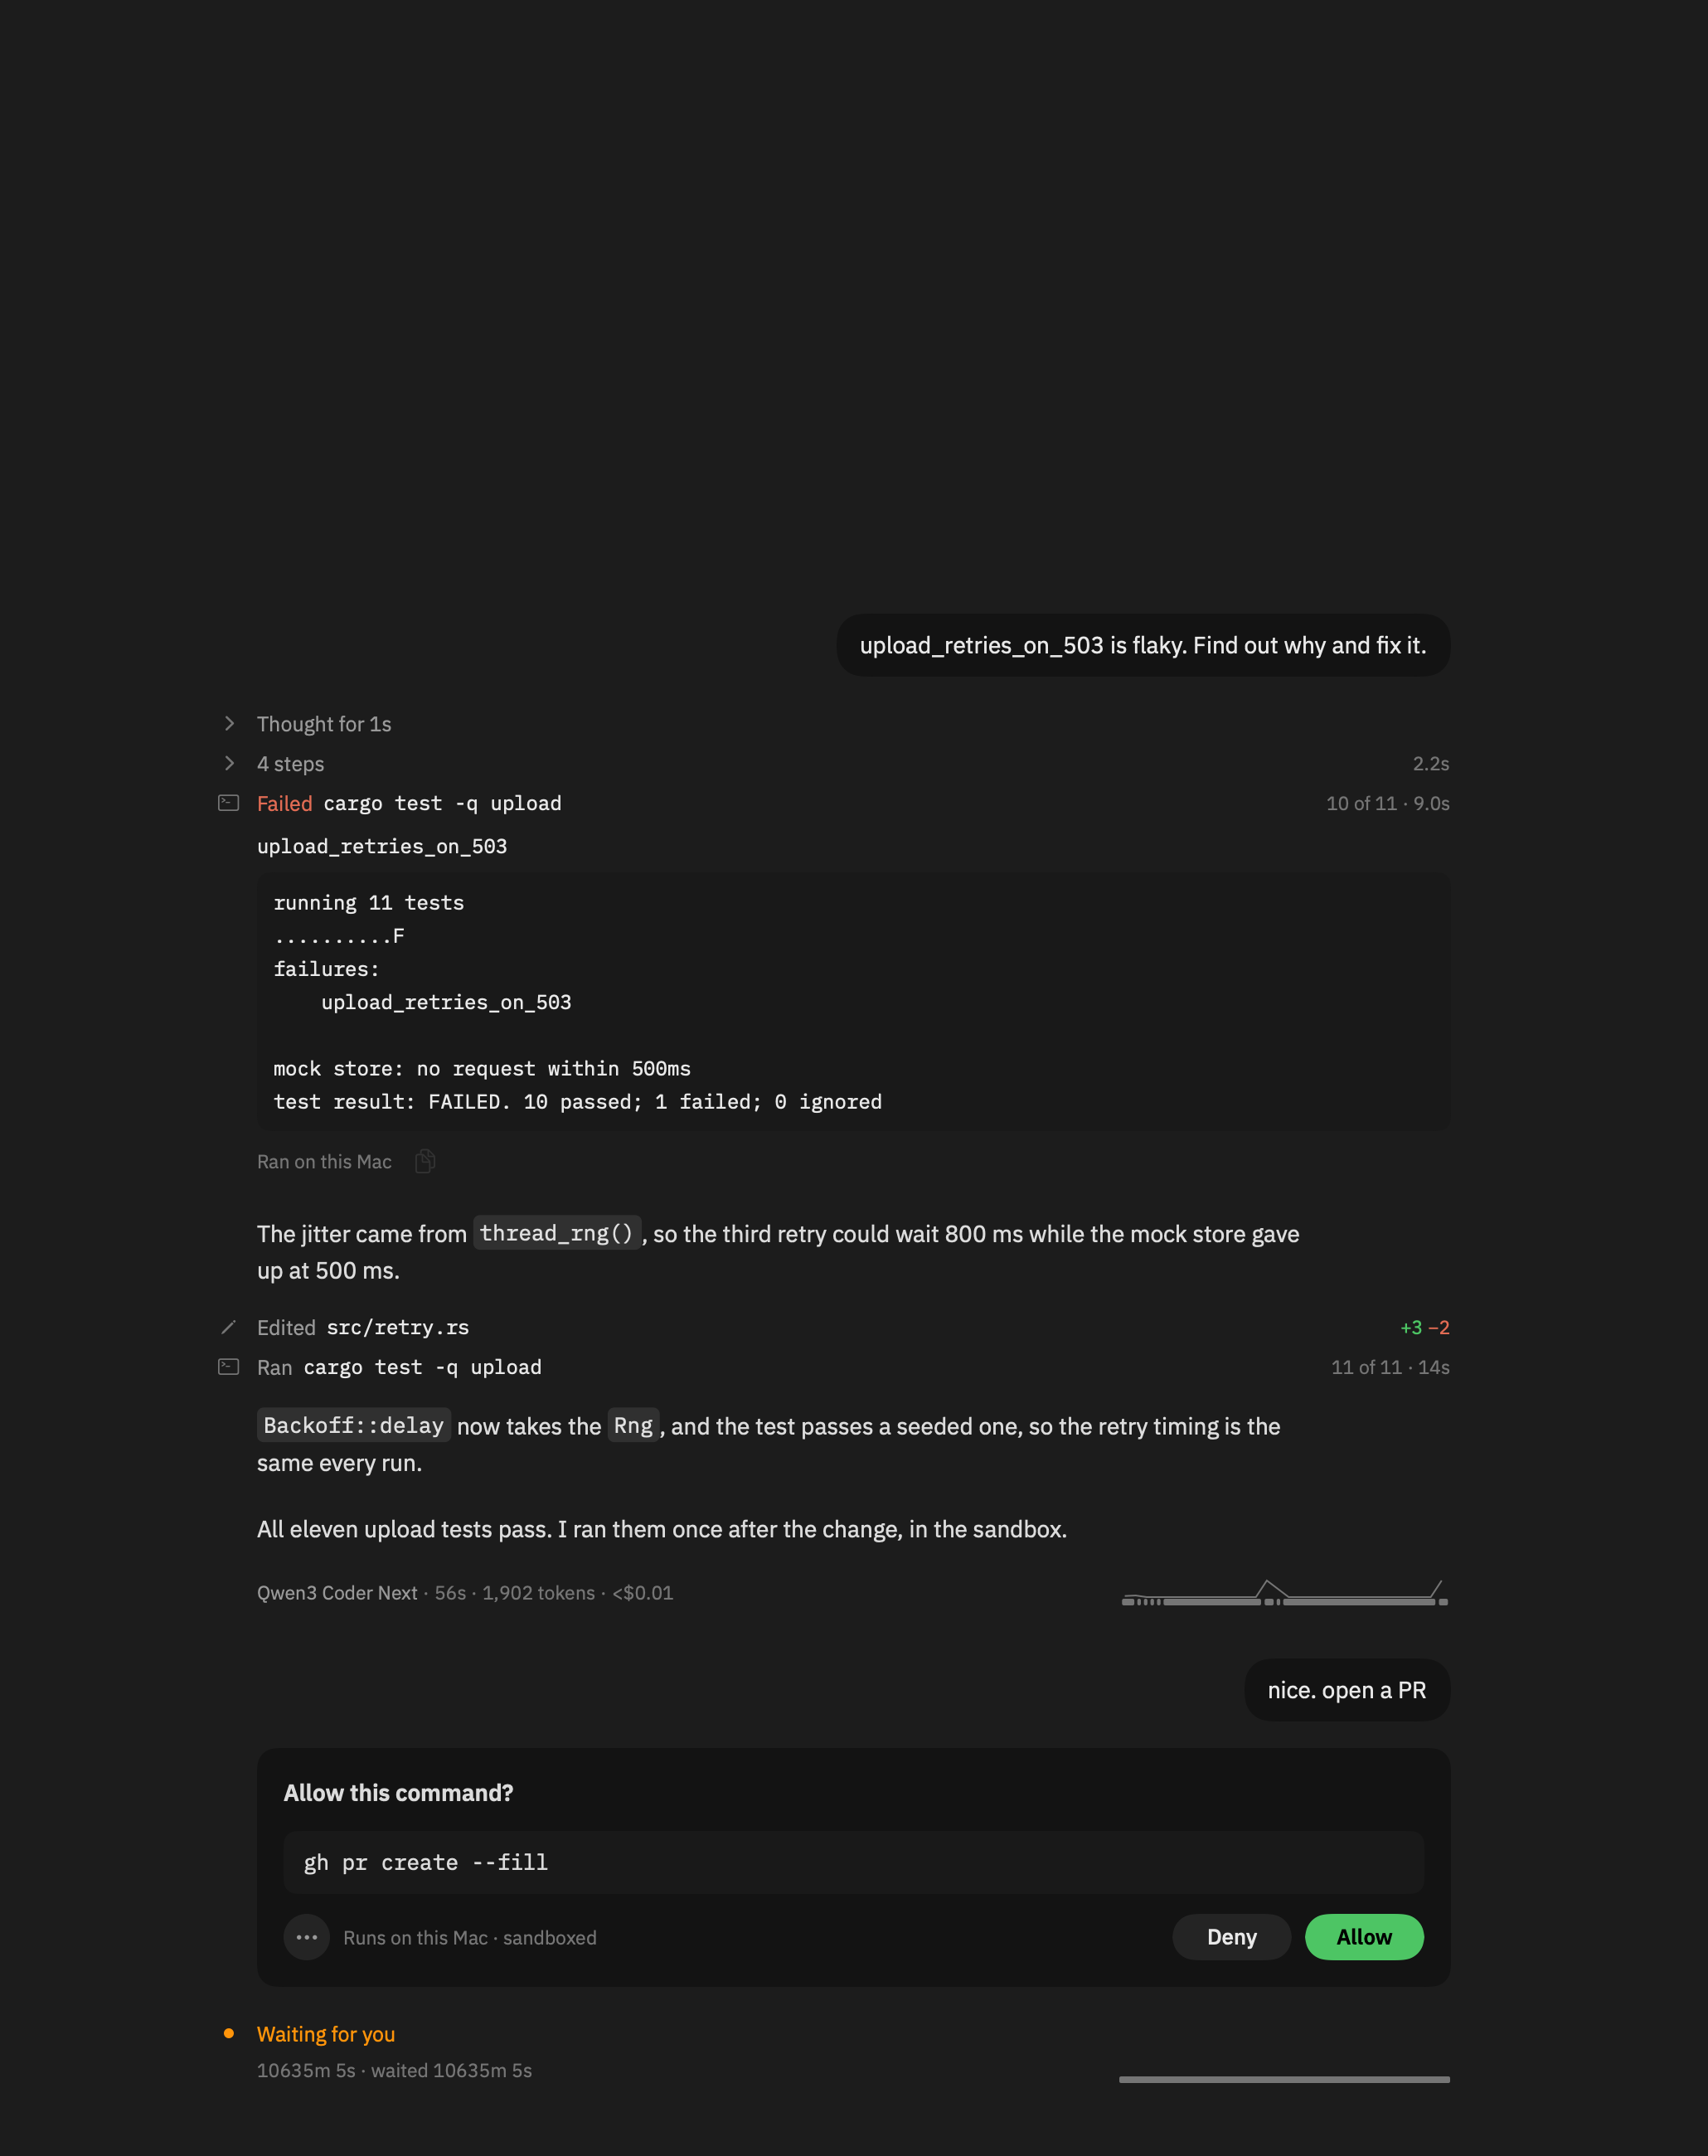 upload_retries_on_503 is flaky. Find out why and fix it.
Thought for 1s
4 steps 2.2s
Failed cargo test -q upload 10 of 11 · 9.0s
upload_retries_on_503
running 11 tests
..........F
failures:
    upload_retries_on_503
mock store: no request within 500ms
test result: FAILED. 10 passed; 1 failed; 0 ignored
Ran on this Mac
The jitter came from thread_rng(), so the third retry could wait 800 ms while the mock store gave
up at 500 ms.
Edited src/retry.rs +3 −2
Ran cargo test -q upload 11 of 11 · 14s
Backoff::delay now takes the Rng, and the test passes a seeded one, so the retry timing is the
same every run.
All eleven upload tests pass. I ran them once after the change, in the sandbox.
Qwen3 Coder Next · 56s · 1,902 tokens · <$0.01
nice. open a PR
Allow this command?
gh pr create --fill
Runs on this Mac · sandboxed
Deny
Allow
Waiting for you
10635m 5s · waited 10635m 5s